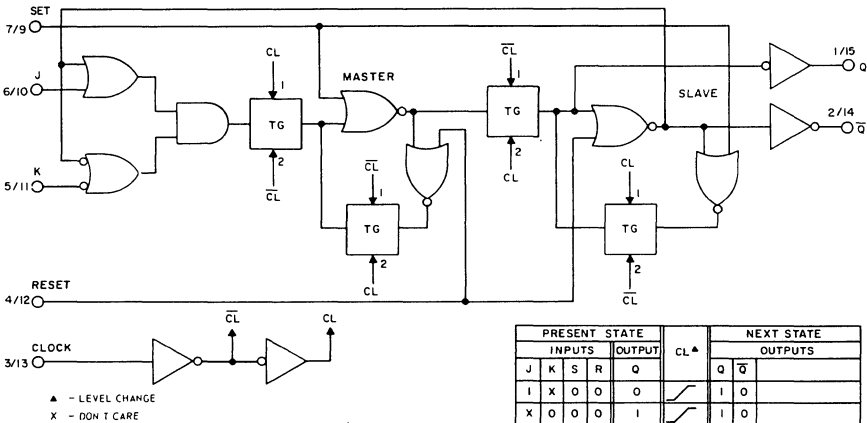 SET
7/9
J
6/10
K
5/11
CL
1
TG
2
CL
MASTER
CL
1
TG
2
CL
CL
1
TG
2
CL
SLAVE
CL
1
TG
2
CL
1/15
Q
2/14
Q
RESET
4/12
CLOCK
3/13
CL
CL
▲ - LEVEL CHANGE
X - DON T CARE
PRESENT STATE CL▲ NEXT STATE
INPUTS OUTPUT OUTPUTS
J K S R Q Q Q
1 X 0 0 0 1 0
X 0 0 0 1 1 0